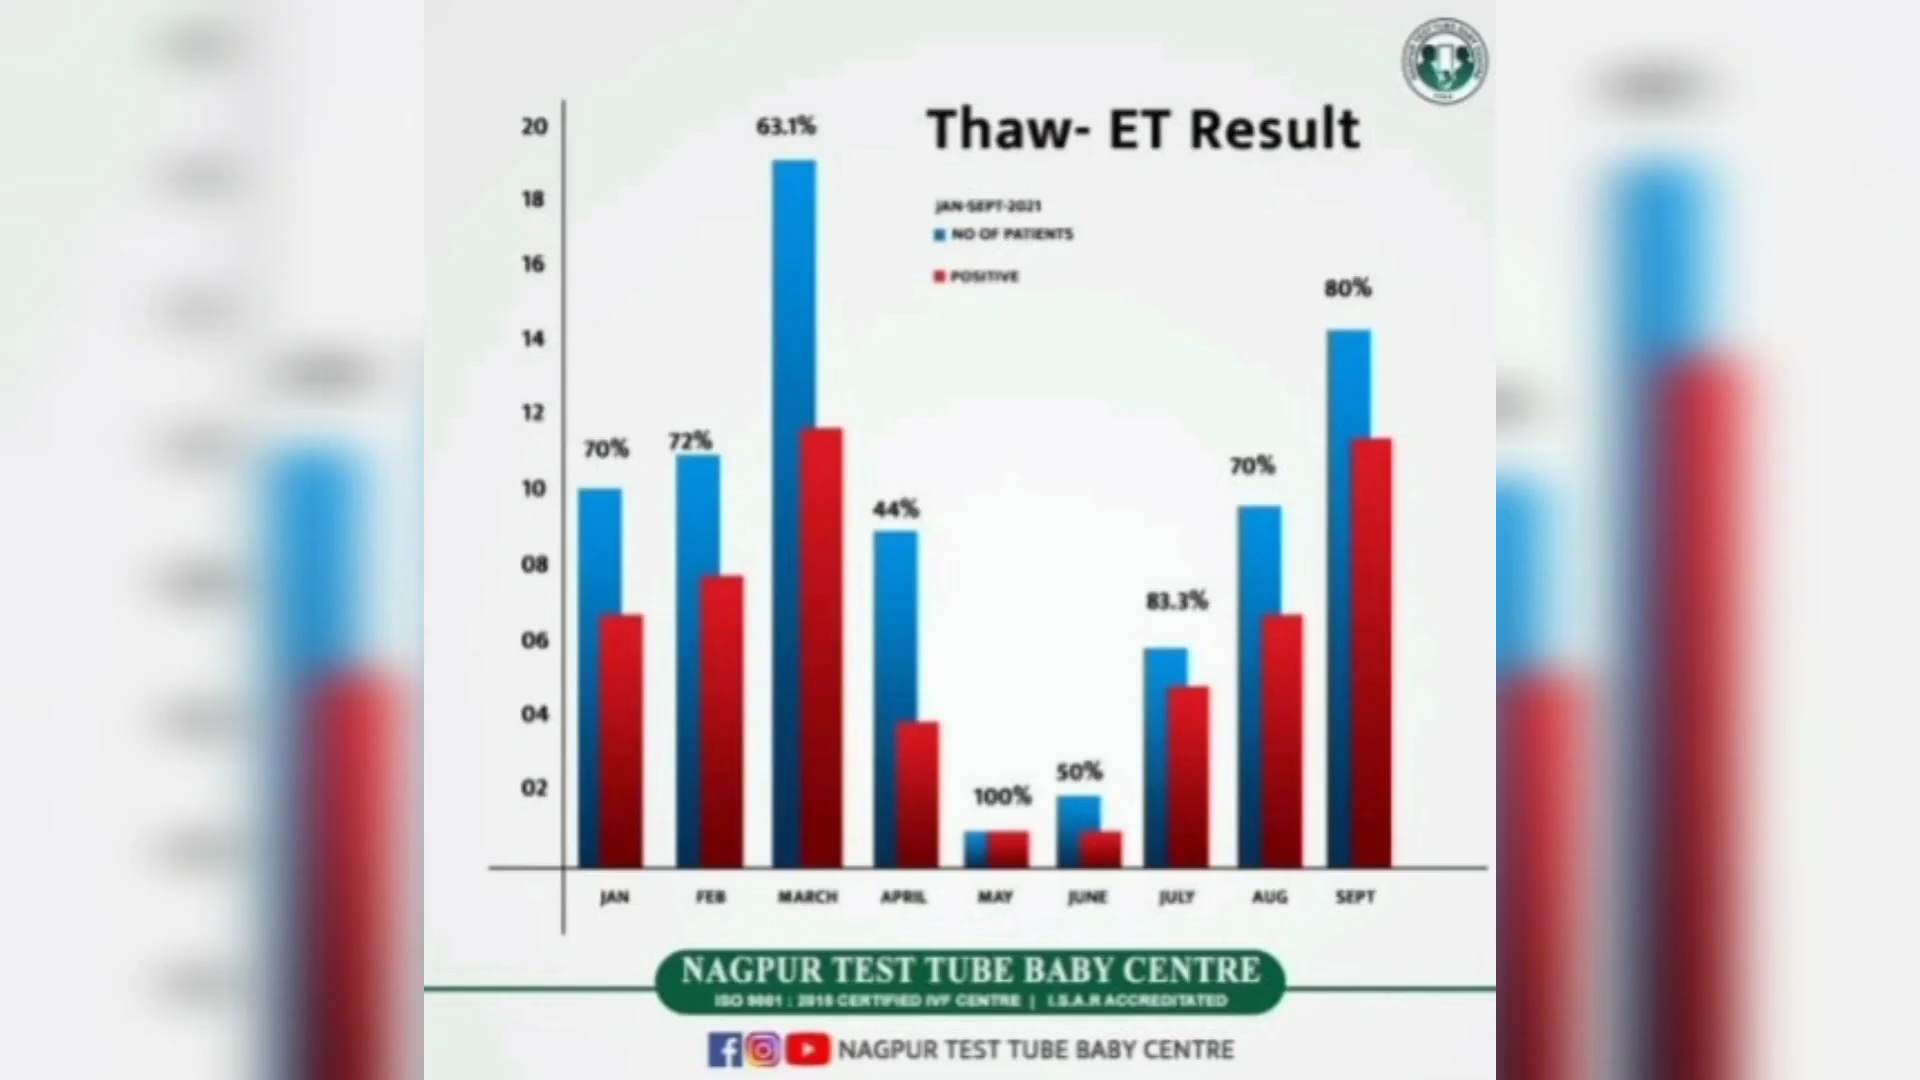 Thaw- ET Result
JAN-SEPT-2021
NO OF PATIENTS
POSITIVE
20
18
16
14
12
10
08
06
04
02
70%
72%
63.1%
44%
100%
50%
83.3%
70%
80%
JAN FEB MARCH APRIL MAY JUNE JULY AUG SEPT
NAGPUR TEST TUBE BABY CENTRE
ISO 9001 : 2015 CERTIFIED IVF CENTRE | I.S.A.R ACCREDITATED
NAGPUR TEST TUBE BABY CENTRE